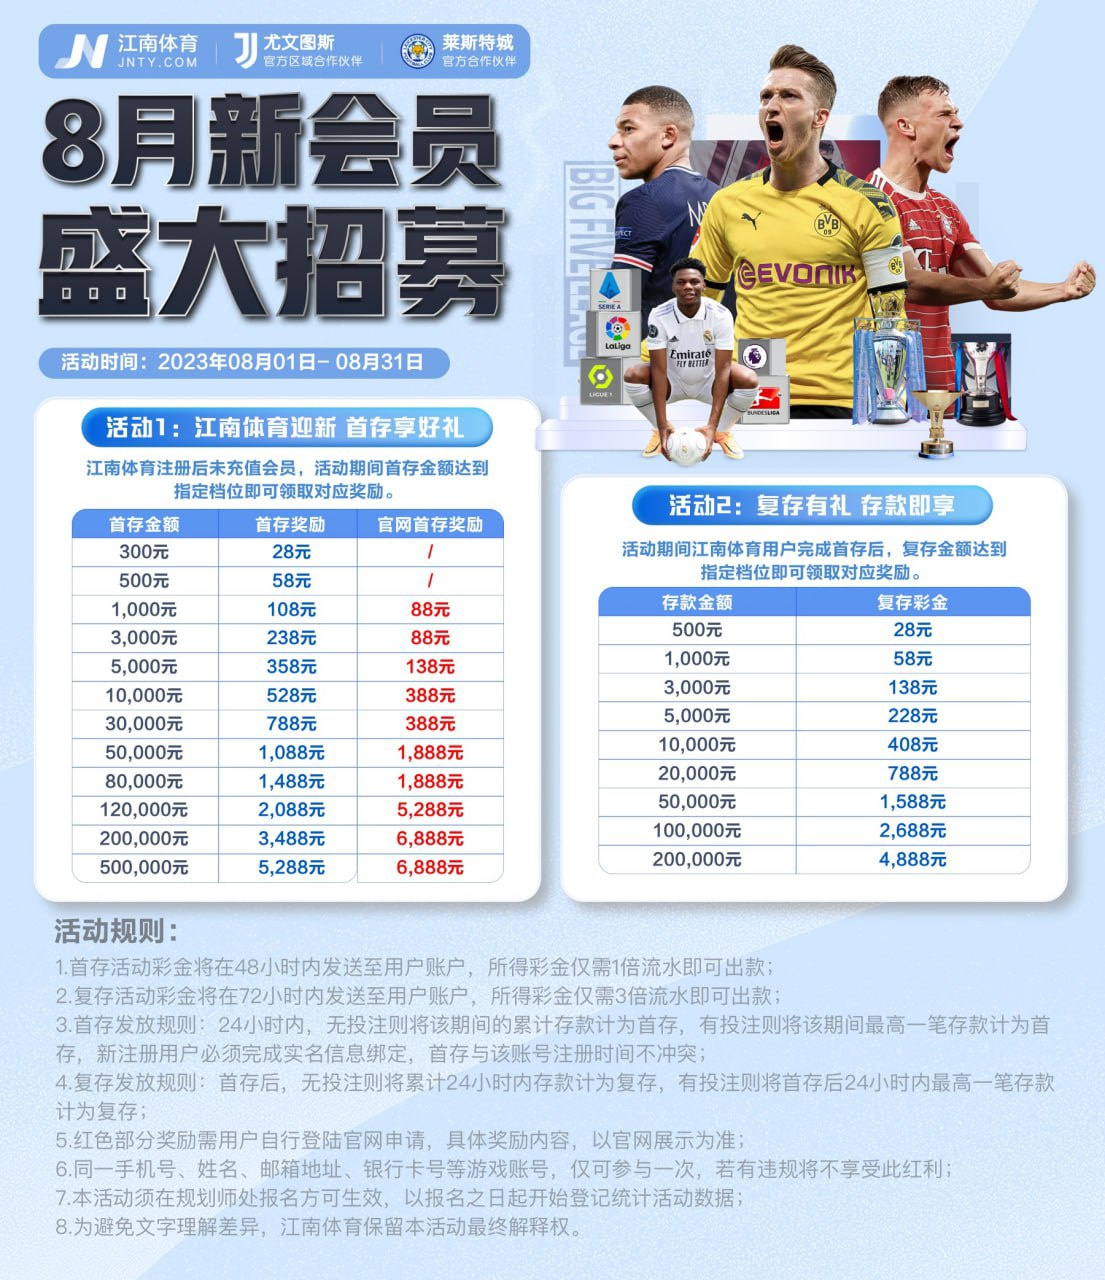 江南体育
JNTY.COM
尤文图斯
官方区域合作伙伴
莱斯特城
官方合作伙伴
8月新会员
盛大招募
活动时间：2023年08月01日- 08月31日
BIG FIVE
SERIE A
LaLiga
LIGUE 1
BUNDESLIGA
BVB
09
EVONIK
Emirates
FLY BETTER
活动1：江南体育迎新 首存享好礼
江南体育注册后未充值会员，活动期间首存金额达到
指定档位即可领取对应奖励。
首存金额 首存奖励 官网首存奖励
300元 28元 /
500元 58元 /
1,000元 108元 88元
3,000元 238元 88元
5,000元 358元 138元
10,000元 528元 388元
30,000元 788元 388元
50,000元 1,088元 1,888元
80,000元 1,488元 1,888元
120,000元 2,088元 5,288元
200,000元 3,488元 6,888元
500,000元 5,288元 6,888元
活动2：复存有礼 存款即享
活动期间江南体育用户完成首存后，复存金额达到
指定档位即可领取对应奖励。
存款金额 复存彩金
500元 28元
1,000元 58元
3,000元 138元
5,000元 228元
10,000元 408元
20,000元 788元
50,000元 1,588元
100,000元 2,688元
200,000元 4,888元
活动规则：
1.首存活动彩金将在48小时内发送至用户账户，所得彩金仅需1倍流水即可出款；
2.复存活动彩金将在72小时内发送至用户账户，所得彩金仅需3倍流水即可出款；
3.首存发放规则：24小时内，无投注则将该期间的累计存款计为首存，有投注则将该期间最高一笔存款计为首
存，新注册用户必须完成实名信息绑定，首存与该账号注册时间不冲突；
4.复存发放规则：首存后，无投注则将累计24小时内存款计为复存，有投注则将首存后24小时内最高一笔存款
计为复存；
5.红色部分奖励需用户自行登陆官网申请，具体奖励内容，以官网展示为准；
6.同一手机号、姓名、邮箱地址、银行卡号等游戏账号，仅可参与一次，若有违规将不享受此红利；
7.本活动须在规划师处报名方可生效，以报名之日起开始登记统计活动数据；
8.为避免文字理解差异，江南体育保留本活动最终解释权。